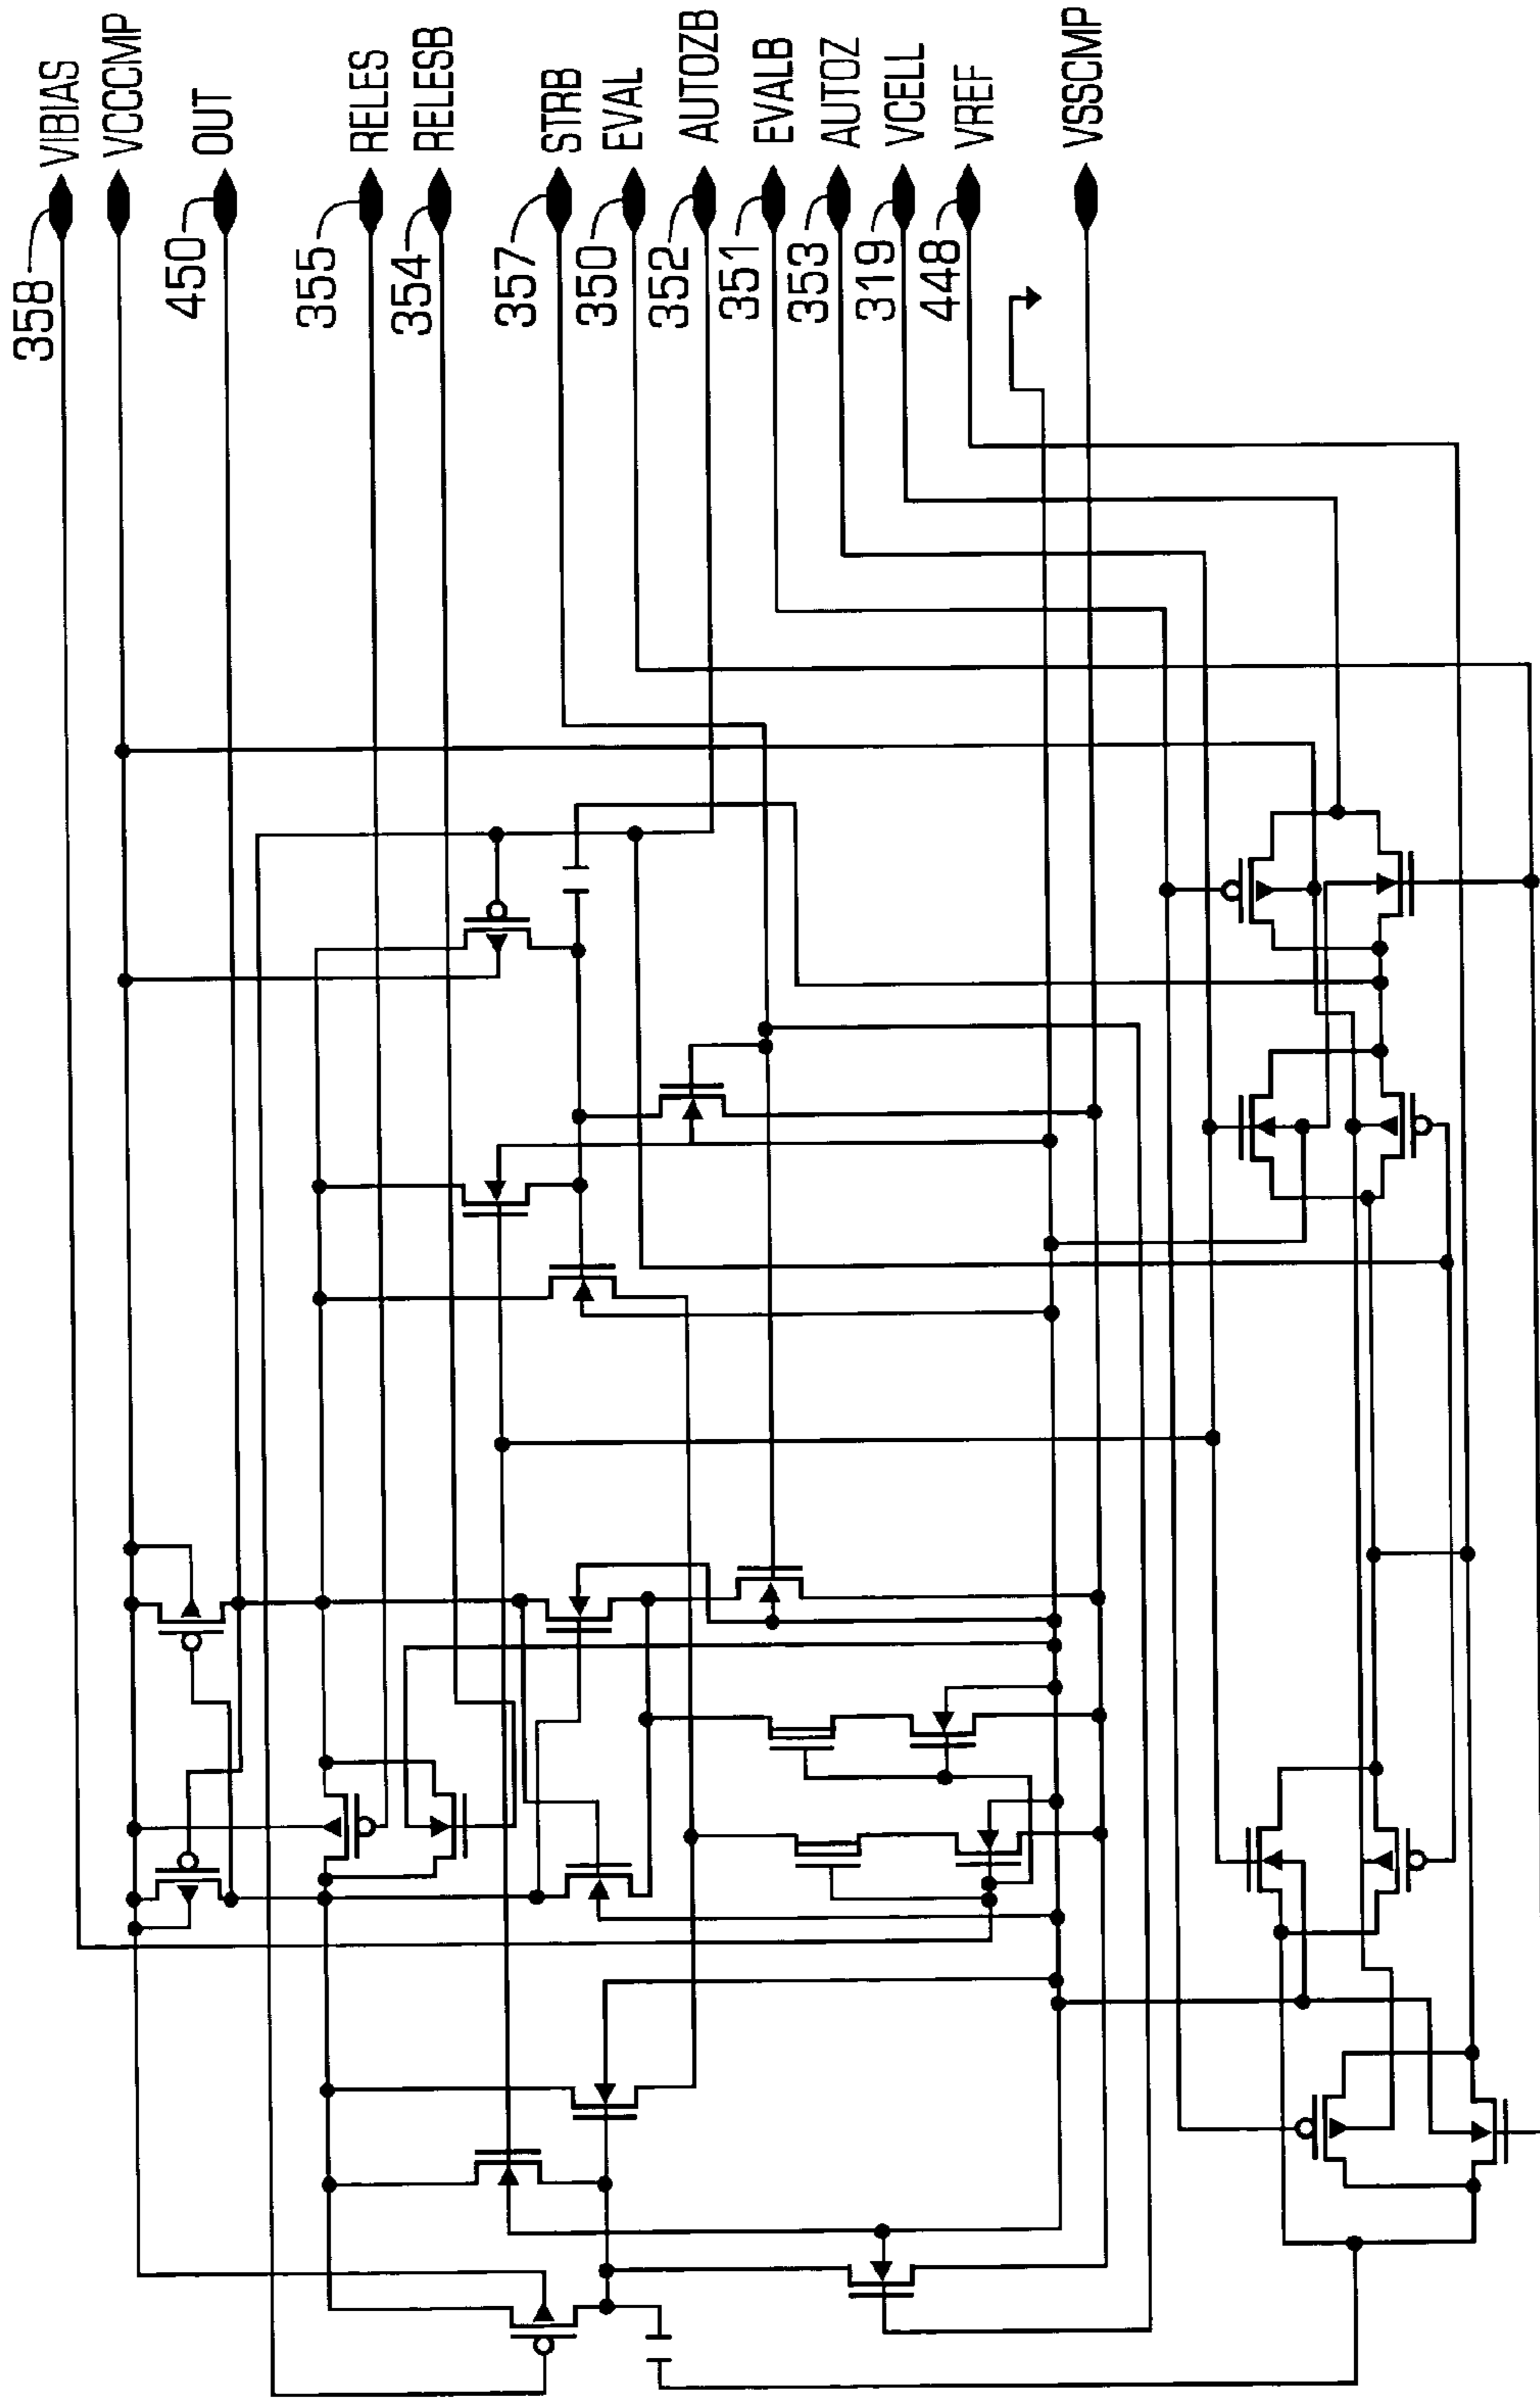 358 VIBIAS
VCCCMP
450 OUT
355 RELES
354 RELESB
357 STRB
350 EVAL
352 AUTOZB
351 EVALB
353 AUTOZ
319 VCELL
448 VREF
VSSCMP